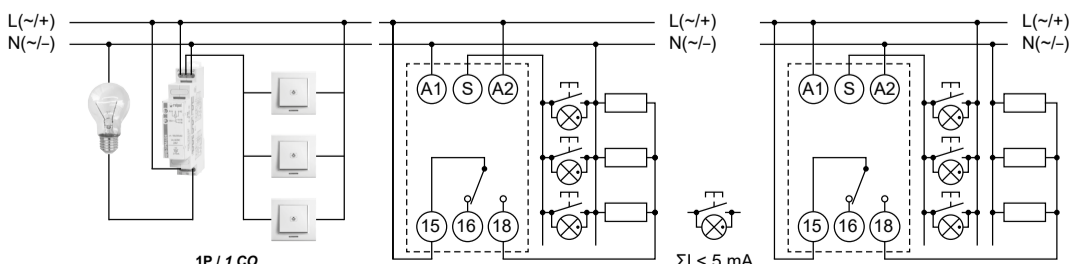 L(~/+)
N(~/–)
L(~/+)
N(~/–)
L(~/+)
N(~/–)
A1 S A2
A1 S A2
15 16 18
15 16 18
1P / 1 CO
ΣI < 5 mA